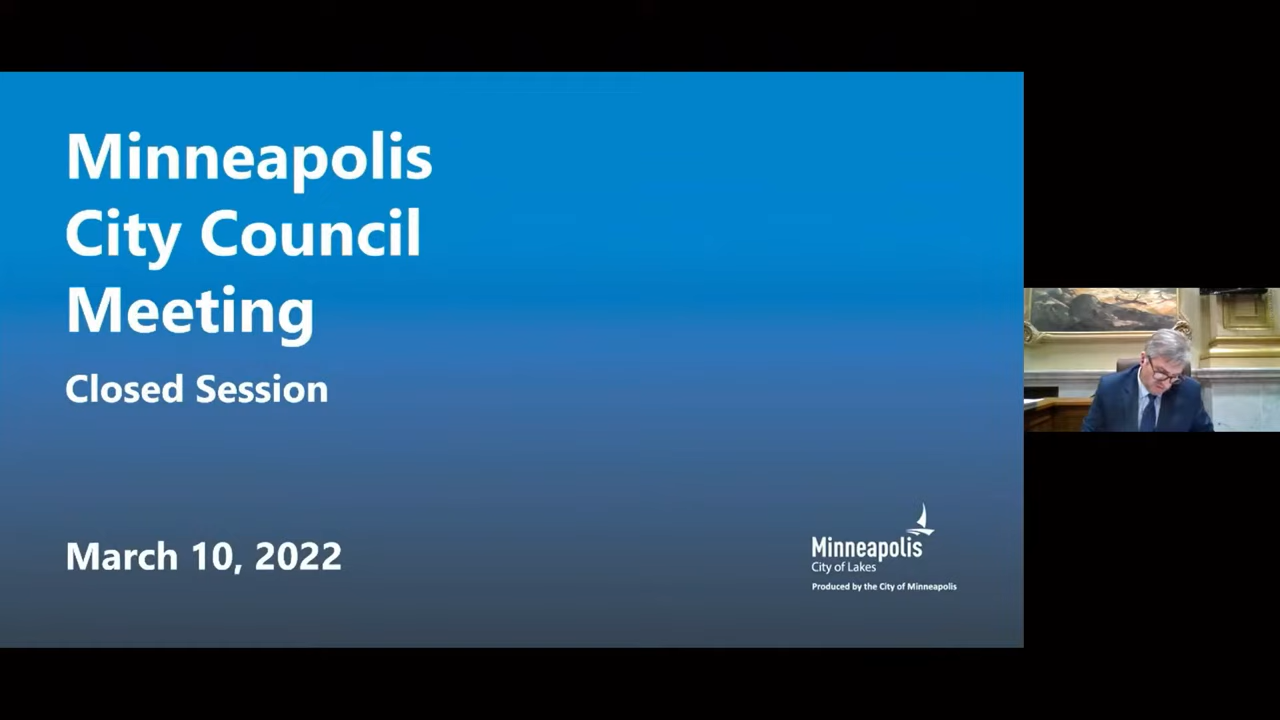 Minneapolis
City Council
Meeting
Closed Session
March 10, 2022
Minneapolis
City of Lakes
Produced by the City of Minneapolis